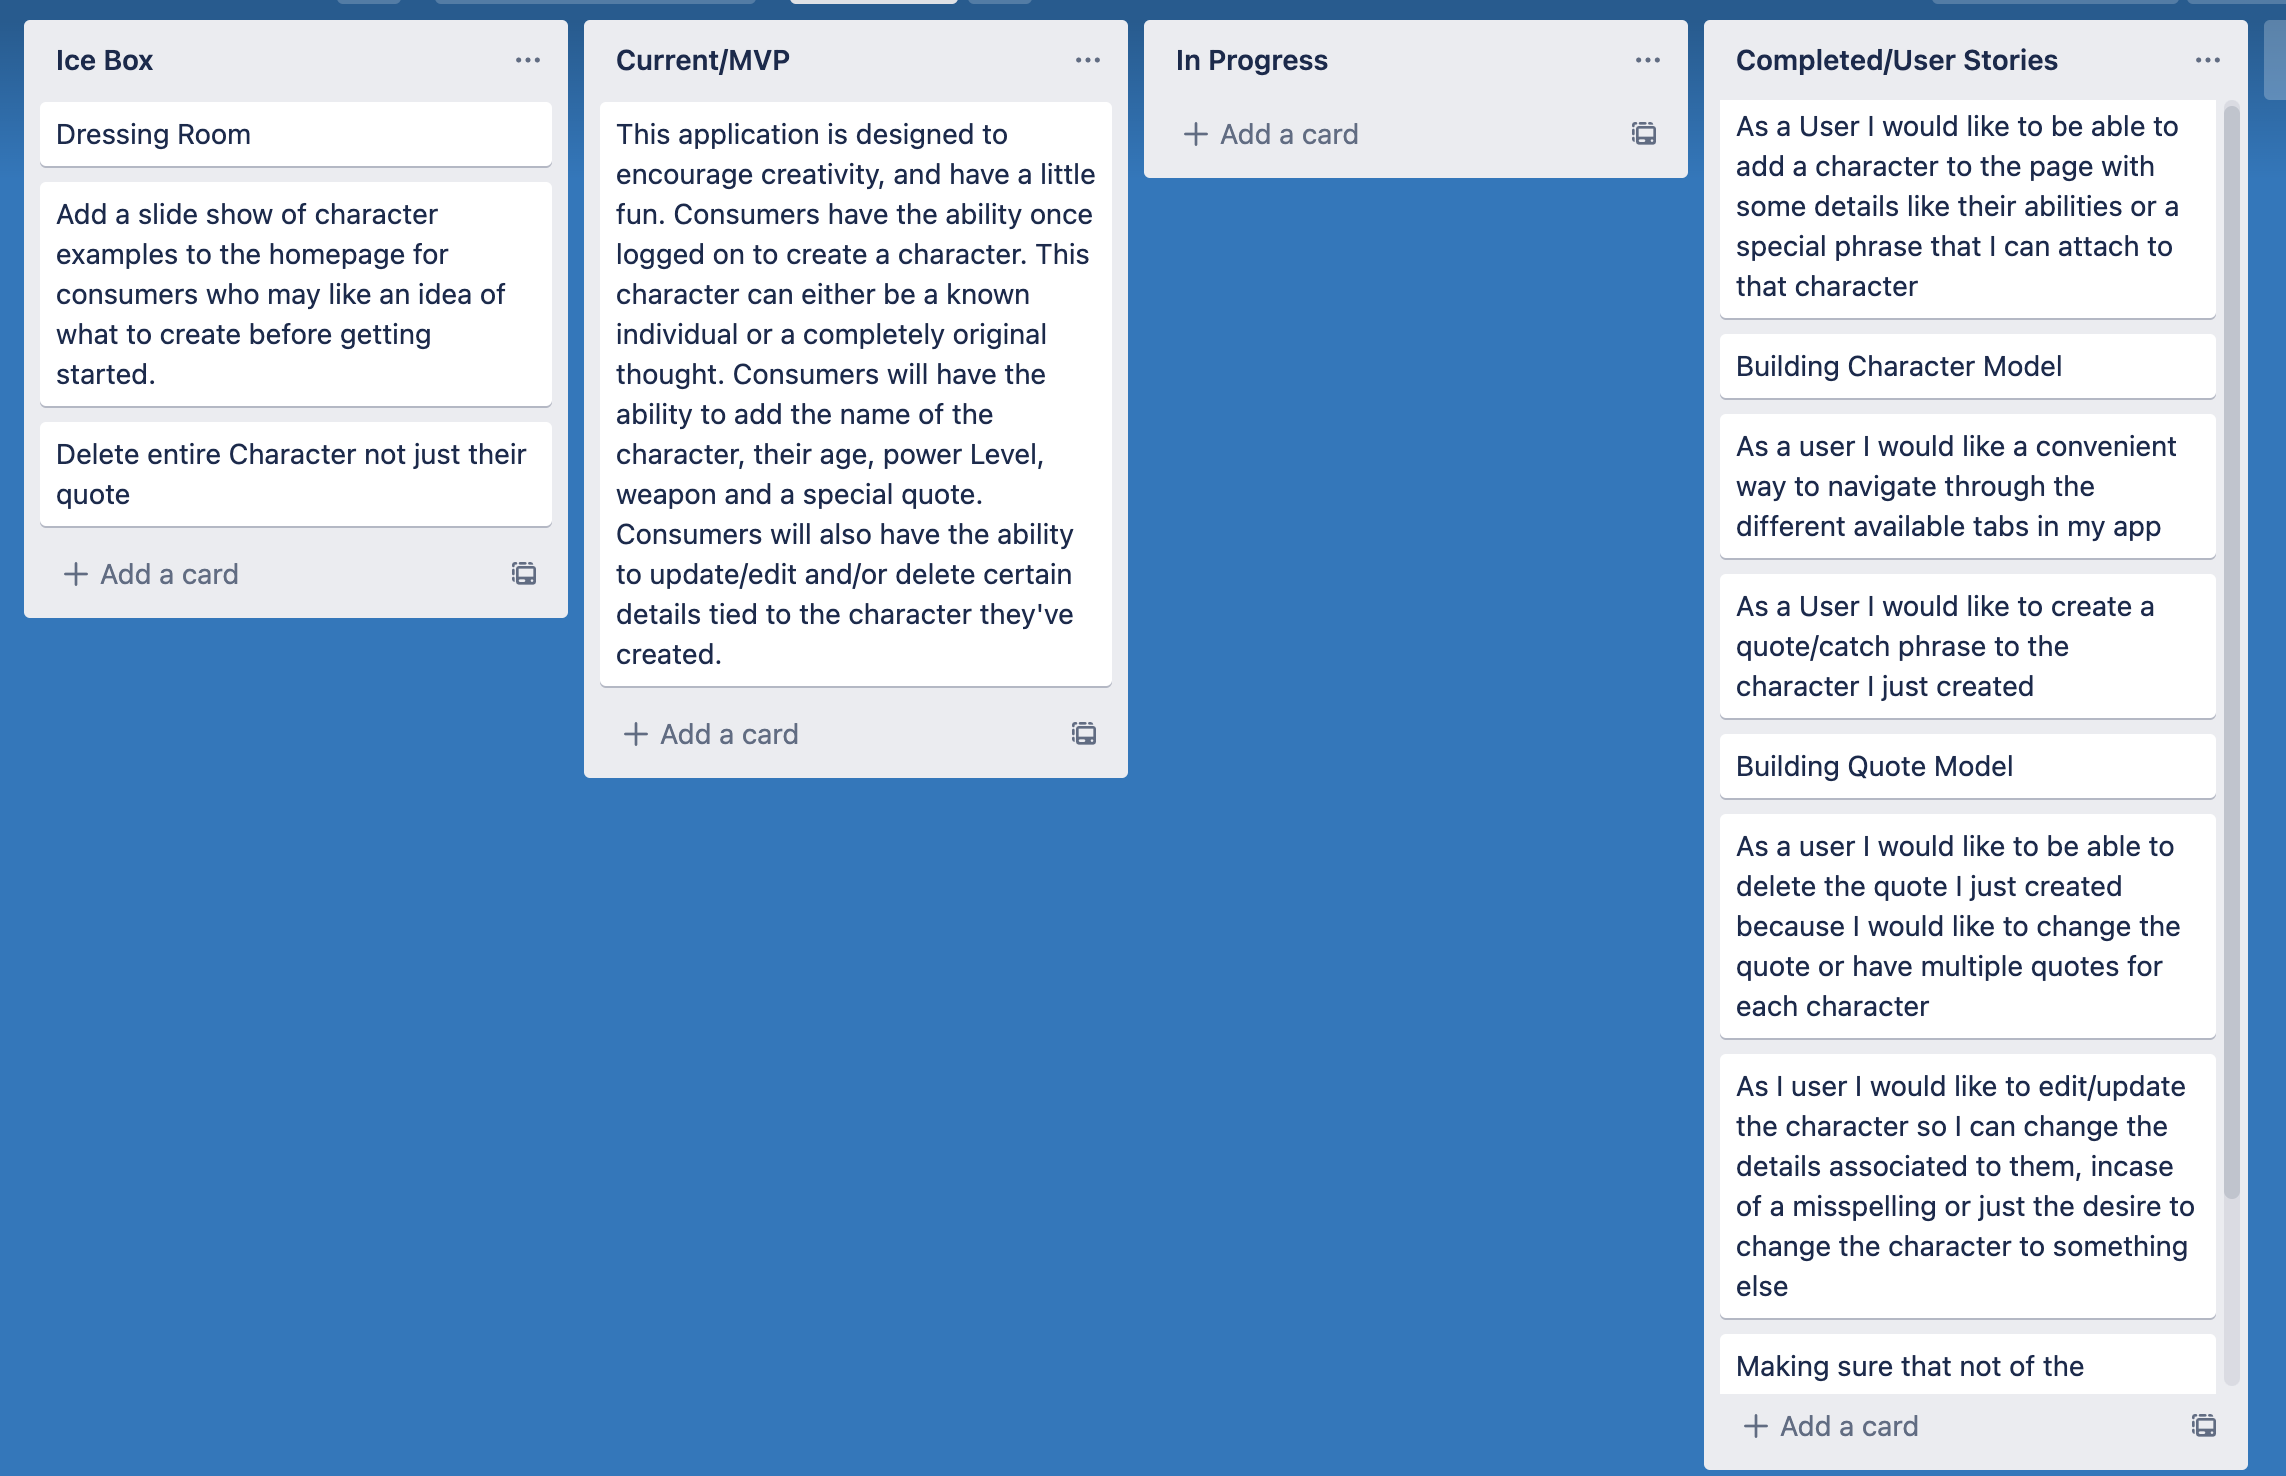 Ice Box
Dressing Room
Add a slide show of character
examples to the homepage for
consumers who may like an idea of
what to create before getting
started.
Delete entire Character not just their
quote
Add a card
Current/MVP
This application is designed to
encourage creativity, and have a little
fun. Consumers have the ability once
logged on to create a character. This
character can either be a known
individual or a completely original
thought. Consumers will have the
ability to add the name of the
character, their age, power Level,
weapon and a special quote.
Consumers will also have the ability
to update/edit and/or delete certain
details tied to the character they've
created.
Add a card
In Progress
Add a card
Completed/User Stories
As a User I would like to be able to
add a character to the page with
some details like their abilities or a
special phrase that I can attach to
that character
Building Character Model
As a user I would like a convenient
way to navigate through the
different available tabs in my app
As a User I would like to create a
quote/catch phrase to the
character I just created
Building Quote Model
As a user I would like to be able to
delete the quote I just created
because I would like to change the
quote or have multiple quotes for
each character
As I user I would like to edit/update
the character so I can change the
details associated to them, incase
of a misspelling or just the desire to
change the character to something
else
Making sure that not of the
Add a card